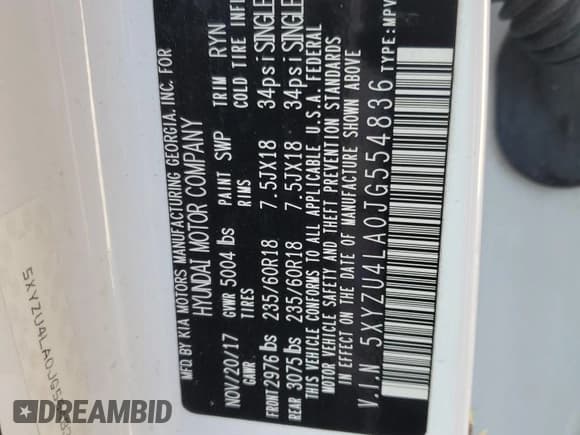 MFD.BY KIA MOTORS MANUFACTURING GEORGIA. INC. FOR
HYUNDAI MOTOR COMPANY
NOV/20/17 GVWR 5004 lbs PAINT SWP TRIM RYN
GAWR TIRES RIMS COLD TIRE
FRONT 2976 lbs 235/60R18 7.5JX18 34psi SINGLE
REAR 3075 lbs 235/60R18 7.5JX18 34psi SINGLE
THIS VEHICLE CONFORMS TO ALL APPLICABLE U.S.A. FEDERAL
MOTOR VEHICLE SAFETY AND THEFT PREVENTION STANDARDS
IN EFFECT ON THE DATE OF MANUFACTURE SHOWN ABOVE
V.I.N 5XYZU4LA0JG554836 TYPE:MPV
5XYZU4LA0JG5